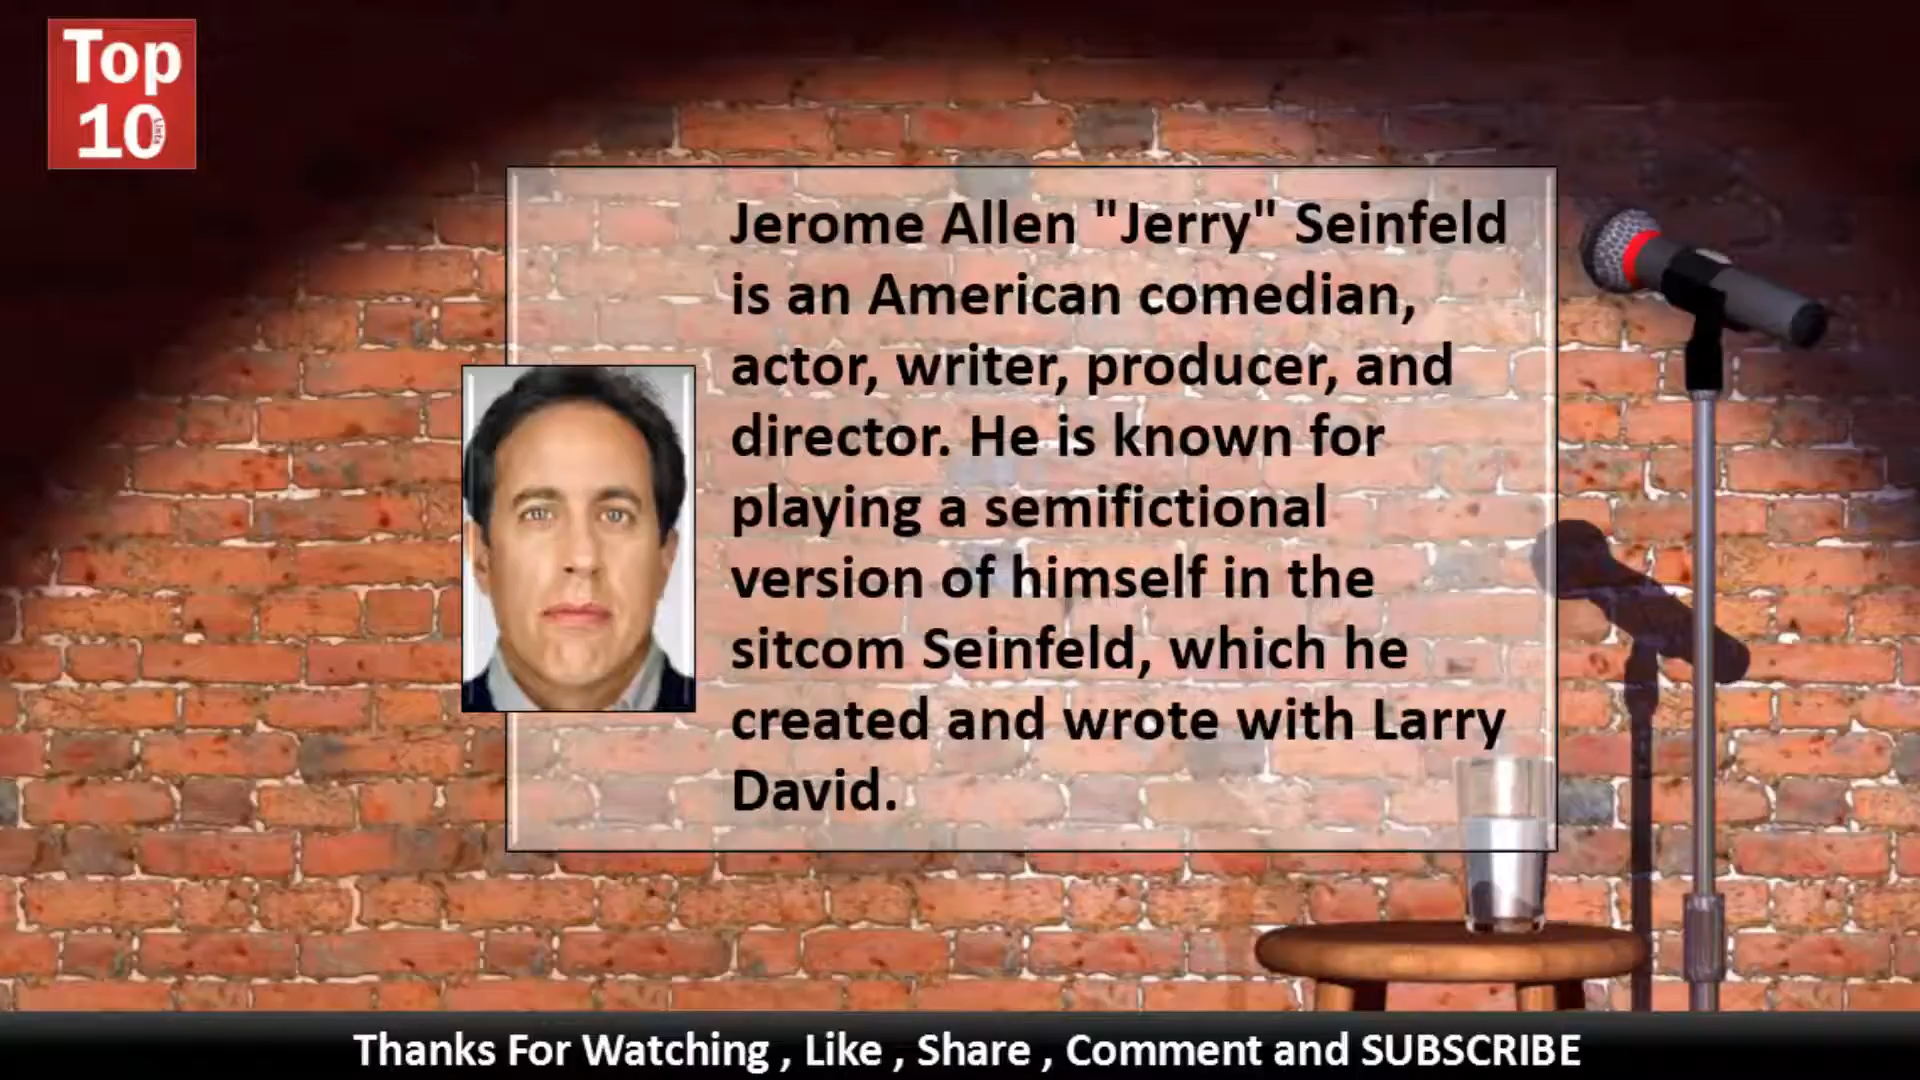 Top
10
Lists
Jerome Allen "Jerry" Seinfeld
is an American comedian,
actor, writer, producer, and
director. He is known for
playing a semifictional
version of himself in the
sitcom Seinfeld, which he
created and wrote with Larry
David.
Thanks For Watching , Like , Share , Comment and SUBSCRIBE